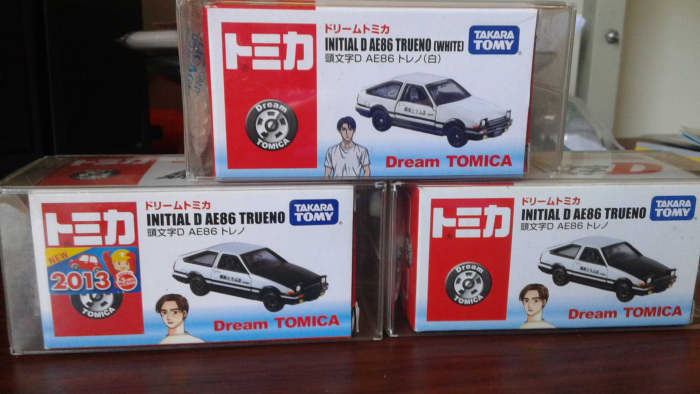 トミカ
ドリームトミカ
INITIAL D AE86 TRUENO (WHITE)
頭文字D AE86 トレノ(白)
TAKARA TOMY
Dream
TOMICA
Dream TOMICA
トミカ
ドリームトミカ
INITIAL D AE86 TRUENO
頭文字D AE86 トレノ
TAKARA TOMY
NEW
2013
Dream TOMICA
トミカ
ドリームトミカ
INITIAL D AE86 TRUENO
頭文字D AE86 トレノ
TAKARA TOMY
Dream
TOMICA
Dream TOMICA